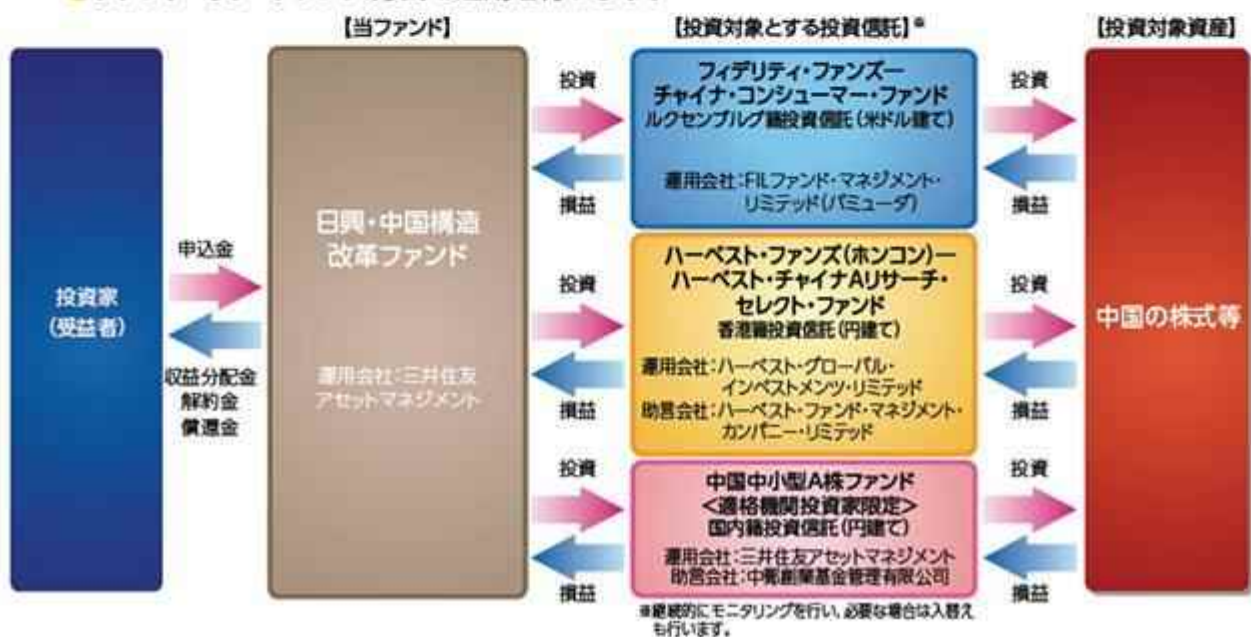 【当ファンド】
【投資対象とする投資信託】※
【投資対象資産】
投資家
(受益者)
申込金
収益分配金
解約金
償還金
日興・中国構造
改革ファンド
運用会社:三井住友
アセットマネジメント
投資
損益
フィデリティ・ファンズ―
チャイナ・コンシューマー・ファンド
ルクセンブルグ籍投資信託(米ドル建て)
運用会社:FILファンド・マネジメント・
リミテッド(バミューダ)
投資
損益
投資
損益
ハーベスト・ファンズ(ホンコン)―
ハーベスト・チャイナAリサーチ・
セレクト・ファンド
香港籍投資信託(円建て)
運用会社:ハーベスト・グローバル・
インベストメンツ・リミテッド
助言会社:ハーベスト・ファンド・マネジメント・
カンパニー・リミテッド
投資
損益
投資
損益
中国中小型A株ファンド
<適格機関投資家限定>
国内籍投資信託(円建て)
運用会社:三井住友アセットマネジメント
助言会社:中郵創業基金管理有限公司
投資
損益
中国の株式等
※継続的にモニタリングを行い、必要な場合は入替え
も行います。